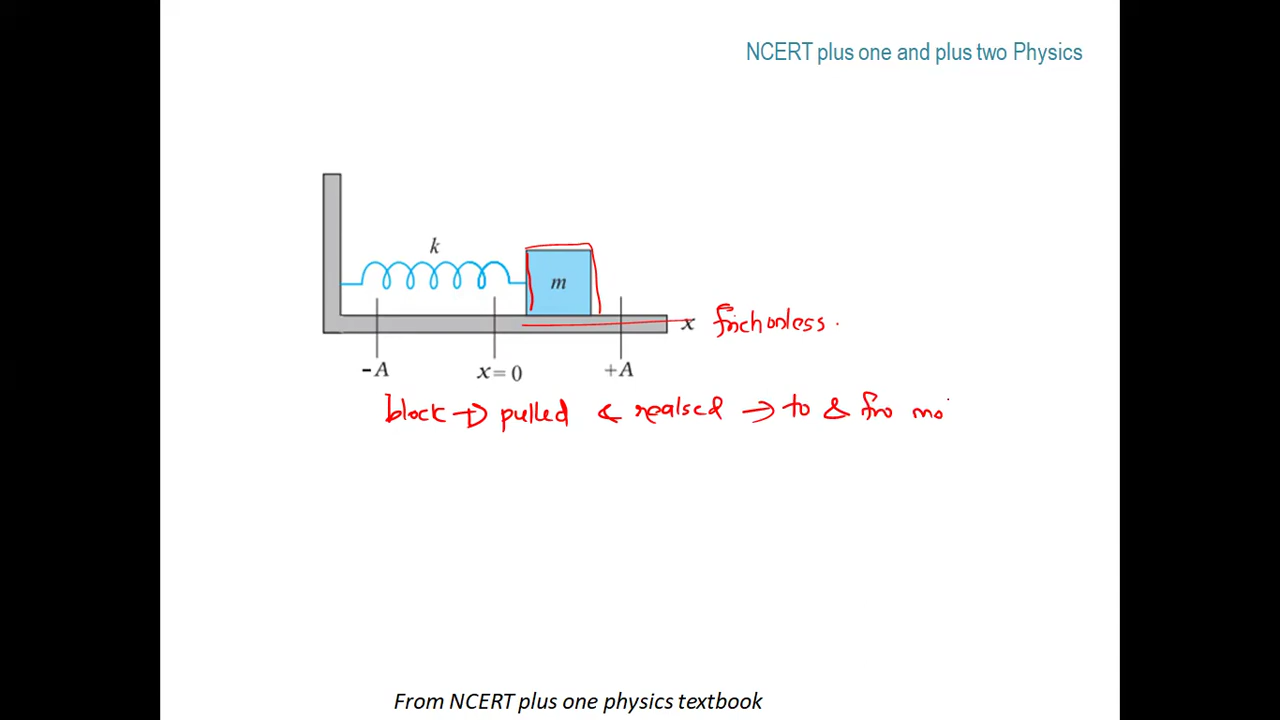 NCERT plus one and plus two Physics
k
m
x frichonless.
-A x=0 +A
block → pulled & realsed → to & fro mo
From NCERT plus one physics textbook